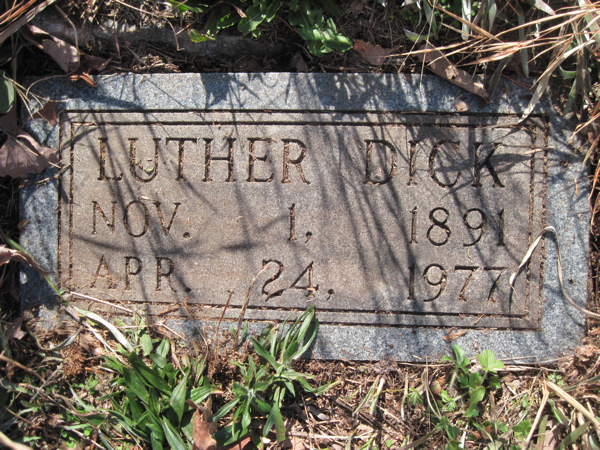 LUTHER DICK
NOV. 1, 1891
APR. 24, 1977